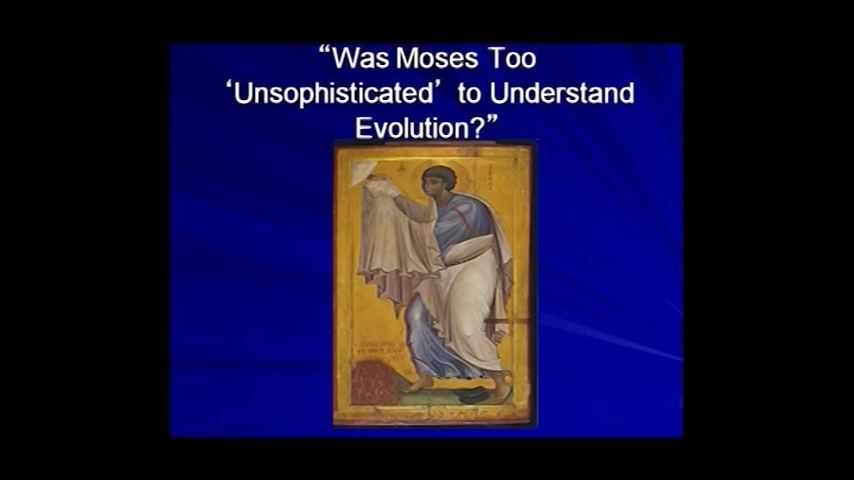 “Was Moses Too
‘Unsophisticated’ to Understand
Evolution?”